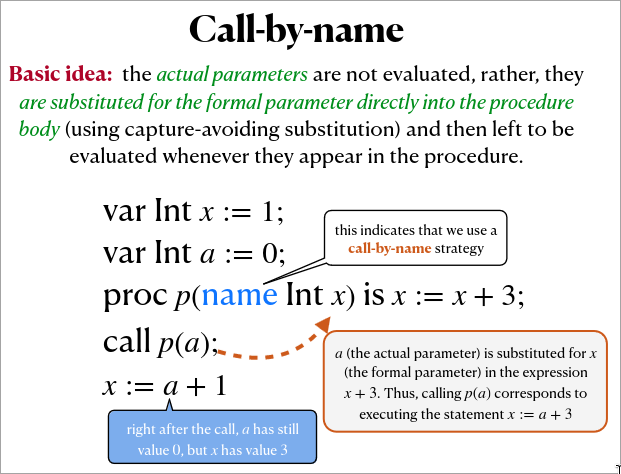 Call-by-name
Basic idea: the actual parameters are not evaluated, rather, they
are substituted for the formal parameter directly into the procedure
body (using capture-avoiding substitution) and then left to be
evaluated whenever they appear in the procedure.
var Int x := 1;
var Int a := 0;
proc p(name Int x) is x := x + 3;
call p(a);
x := a + 1
this indicates that we use a
call-by-name strategy
a (the actual parameter) is substituted for x
(the formal parameter) in the expression
x + 3. Thus, calling p(a) corresponds to
executing the statement x := a + 3
right after the call, a has still
value 0, but x has value 3